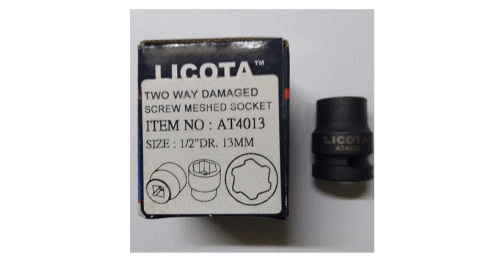 LICOTA™
TWO WAY DAMAGED
SCREW MESHED SOCKET
ITEM NO : AT4013
SIZE : 1/2"DR. 13MM
LICOTA
AT4013